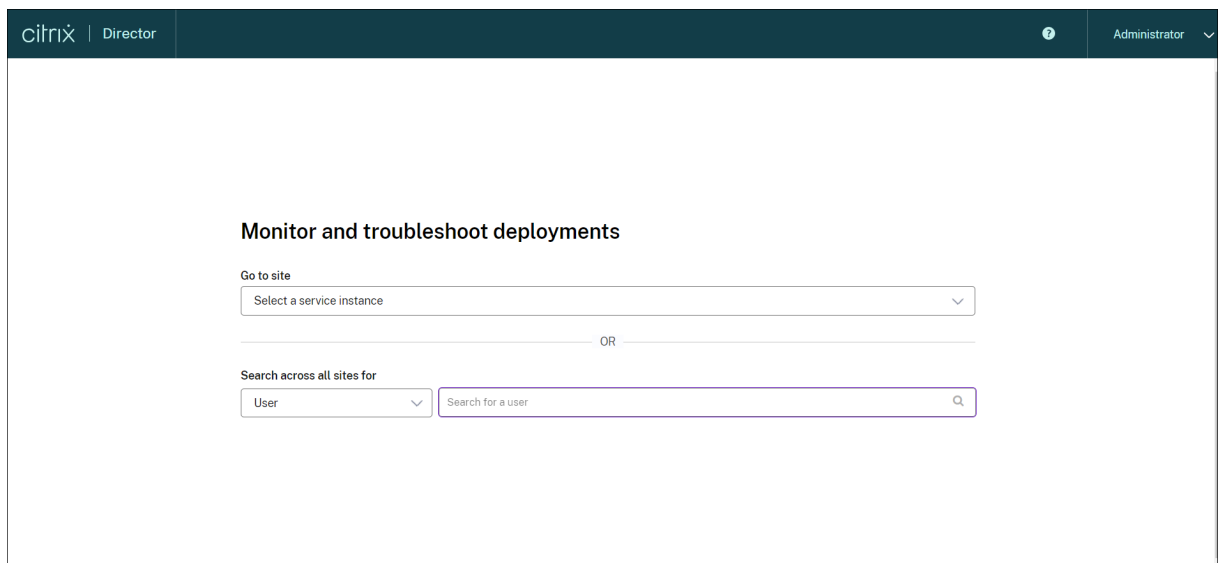 citrix | Director
? Administrator
Monitor and troubleshoot deployments
Go to site
Select a service instance
OR
Search across all sites for
User
Search for a user